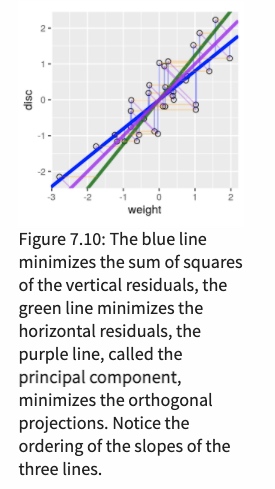 2
1
0
-1
-2
disc
-3 -2 -1 0 1 2
weight
Figure 7.10: The blue line
minimizes the sum of squares
of the vertical residuals, the
green line minimizes the
horizontal residuals, the
purple line, called the
principal component,
minimizes the orthogonal
projections. Notice the
ordering of the slopes of the
three lines.